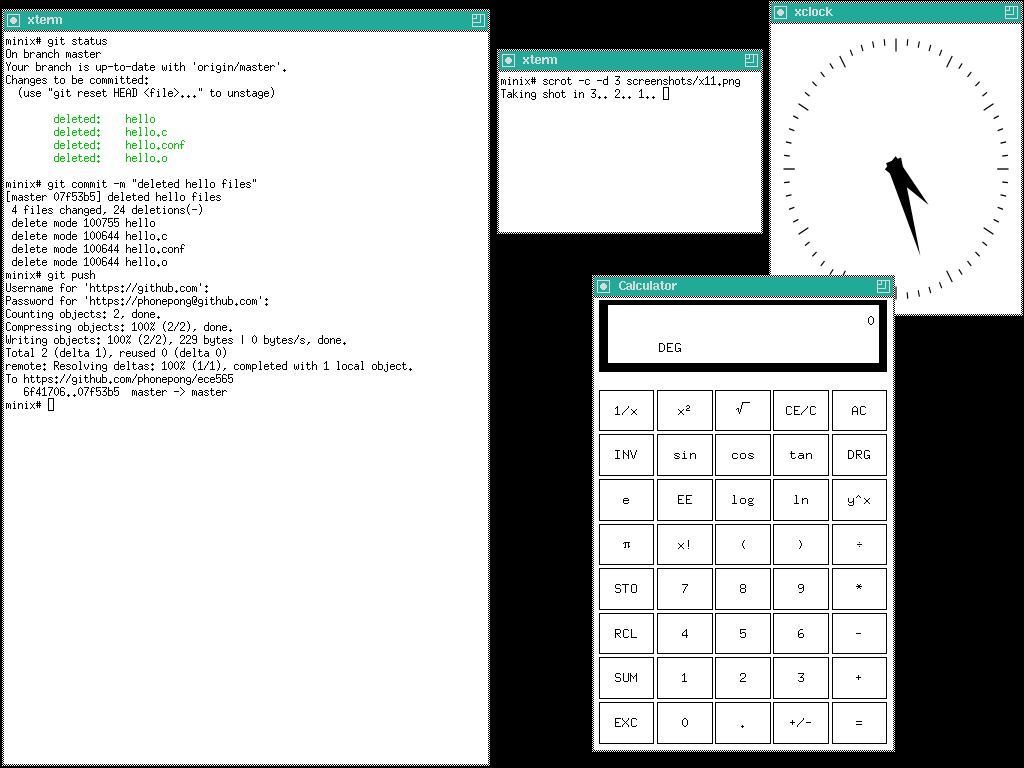 xterm
minix# git status
On branch master
Your branch is up-to-date with 'origin/master'.
Changes to be committed:
  (use "git reset HEAD <file>..." to unstage)
        deleted:    hello
        deleted:    hello.c
        deleted:    hello.conf
        deleted:    hello.o
minix# git commit -m "deleted hello files"
[master 07f53b5] deleted hello files
 4 files changed, 24 deletions(-)
 delete mode 100755 hello
 delete mode 100644 hello.c
 delete mode 100644 hello.conf
 delete mode 100644 hello.o
minix# git push
Username for 'https://github.com':
Password for 'https://phonepong@github.com':
Counting objects: 2, done.
Compressing objects: 100% (2/2), done.
Writing objects: 100% (2/2), 229 bytes | 0 bytes/s, done.
Total 2 (delta 1), reused 0 (delta 0)
remote: Resolving deltas: 100% (1/1), completed with 1 local object.
To https://github.com/phonepong/ece565
   6f41706..07f53b5  master -> master
minix#
xterm
minix# scrot -c -d 3 screenshots/x11.png
Taking shot in 3.. 2.. 1..
xclock
Calculator
0
DEG
1/x x² √ CE/C AC
INV sin cos tan DRG
e EE log ln y^x
π x! ( ) ÷
STO 7 8 9 *
RCL 4 5 6 -
SUM 1 2 3 +
EXC 0 . +/- =